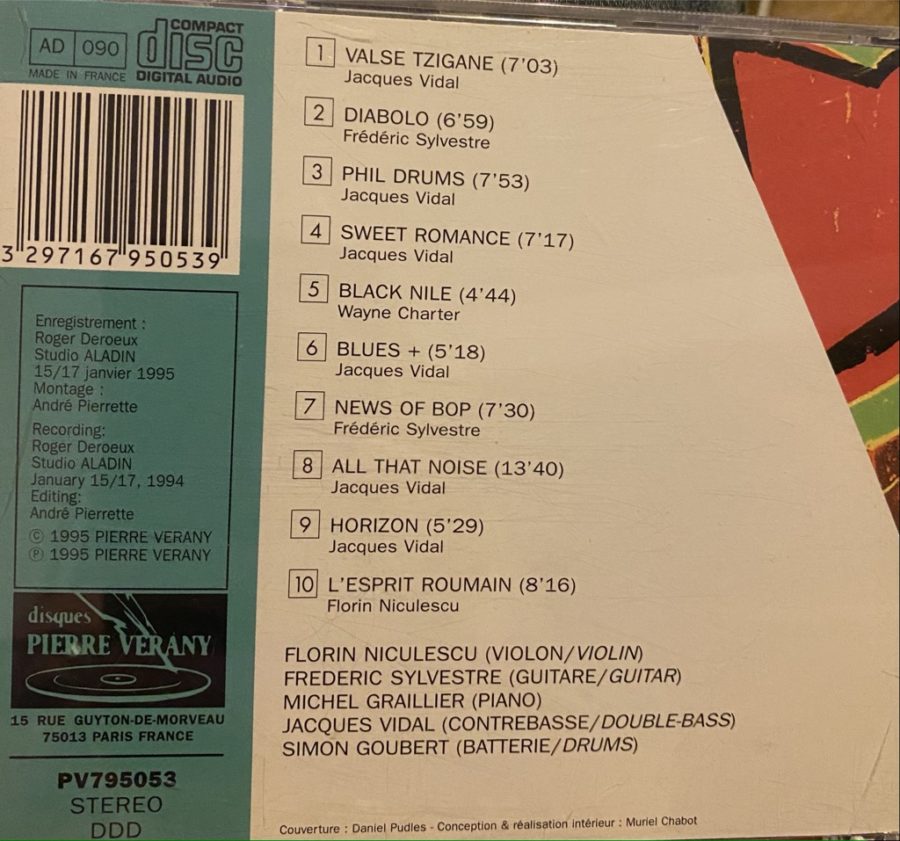 AD 090
COMPACT
disc
DIGITAL AUDIO
MADE IN FRANCE
3 297167 950539
Enregistrement :
Roger Deroeux
Studio ALADIN
15/17 janvier 1995
Montage :
André Pierrette
Recording:
Roger Deroeux
Studio ALADIN
January 15/17, 1994
Editing:
André Pierrette
© 1995 PIERRE VERANY
℗ 1995 PIERRE VERANY
disques
PIERRE VERANY
15 RUE GUYTON-DE-MORVEAU
75013 PARIS FRANCE
PV795053
STEREO
DDD
1 VALSE TZIGANE (7'03)
Jacques Vidal
2 DIABOLO (6'59)
Frédéric Sylvestre
3 PHIL DRUMS (7'53)
Jacques Vidal
4 SWEET ROMANCE (7'17)
Jacques Vidal
5 BLACK NILE (4'44)
Wayne Charter
6 BLUES + (5'18)
Jacques Vidal
7 NEWS OF BOP (7'30)
Frédéric Sylvestre
8 ALL THAT NOISE (13'40)
Jacques Vidal
9 HORIZON (5'29)
Jacques Vidal
10 L'ESPRIT ROUMAIN (8'16)
Florin Niculescu
FLORIN NICULESCU (VIOLON/VIOLIN)
FREDERIC SYLVESTRE (GUITARE/GUITAR)
MICHEL GRAILLIER (PIANO)
JACQUES VIDAL (CONTREBASSE/DOUBLE-BASS)
SIMON GOUBERT (BATTERIE/DRUMS)
Couverture : Daniel Pudles - Conception & réalisation intérieur : Muriel Chabot